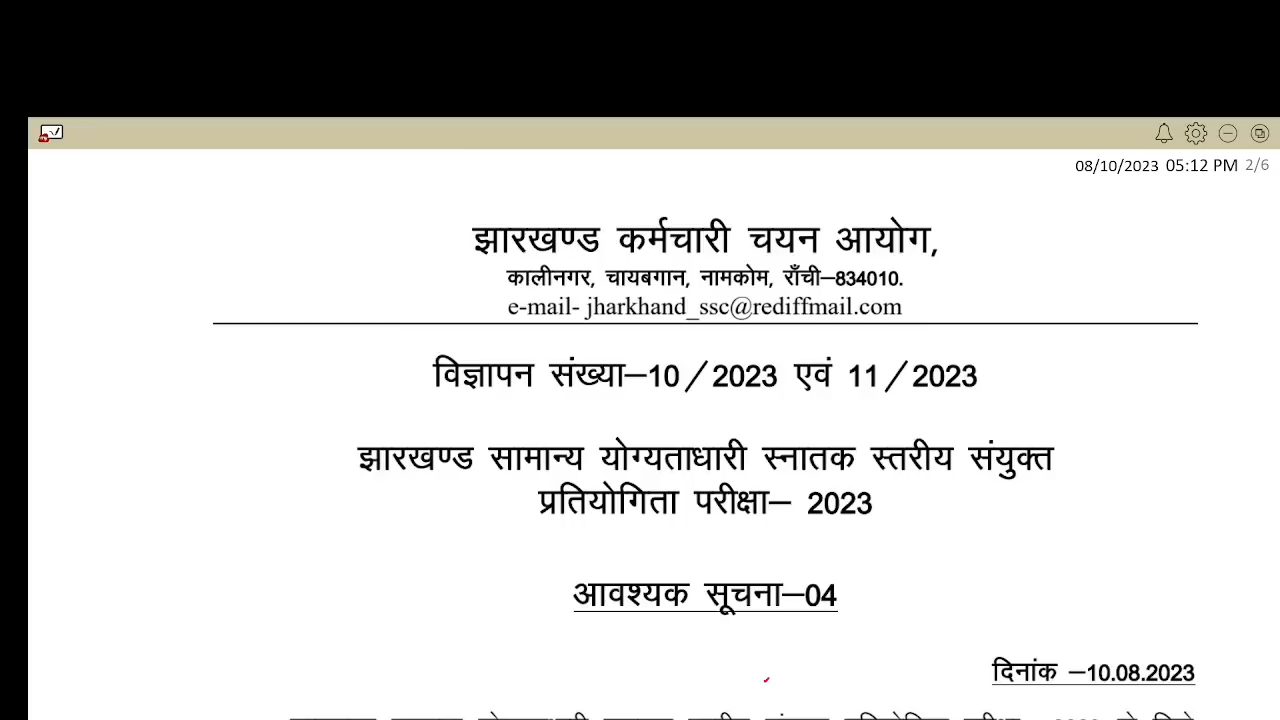 08/10/2023 05:12 PM 2/6
झारखण्ड कर्मचारी चयन आयोग,
कालीनगर, चायबगान, नामकोम, राँची–834010.
e-mail- jharkhand_ssc@rediffmail.com
विज्ञापन संख्या–10/2023 एवं 11/2023
झारखण्ड सामान्य योग्यताधारी स्नातक स्तरीय संयुक्त
प्रतियोगिता परीक्षा– 2023
आवश्यक सूचना–04
दिनांक –10.08.2023